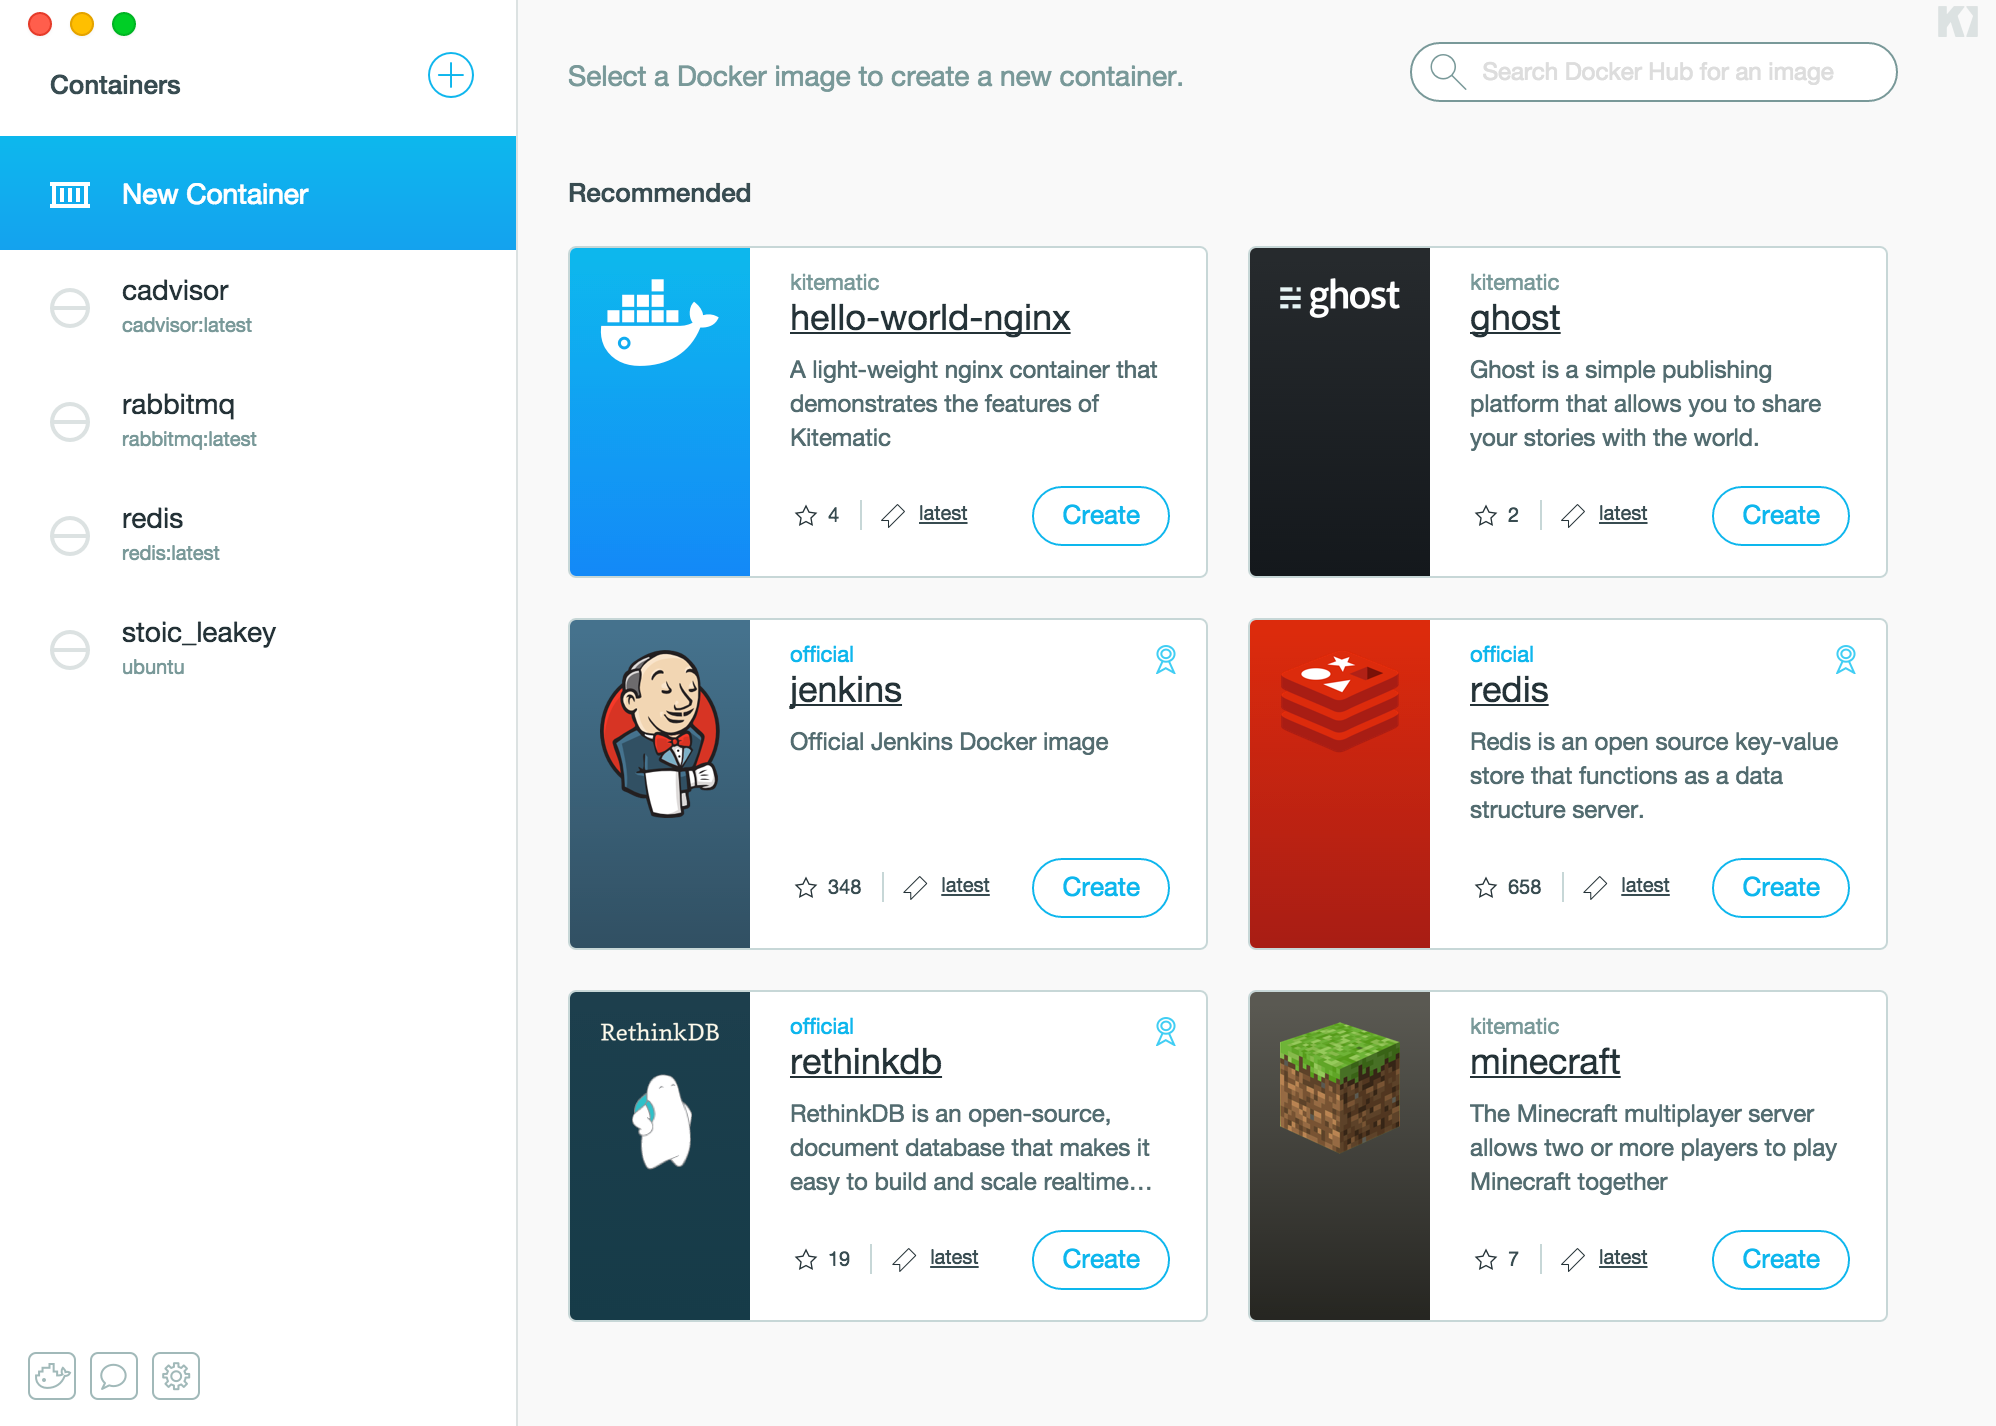 Containers
New Container
cadvisor
cadvisor:latest
rabbitmq
rabbitmq:latest
redis
redis:latest
stoic_leakey
ubuntu
Select a Docker image to create a new container.
Search Docker Hub for an image
Recommended
kitematic
hello-world-nginx
A light-weight nginx container that
demonstrates the features of
Kitematic
4
latest
Create
ghost
kitematic
ghost
Ghost is a simple publishing
platform that allows you to share
your stories with the world.
2
latest
Create
official
jenkins
Official Jenkins Docker image
348
latest
Create
official
redis
Redis is an open source key-value
store that functions as a data
structure server.
658
latest
Create
RethinkDB
official
rethinkdb
RethinkDB is an open-source,
document database that makes it
easy to build and scale realtime…
19
latest
Create
kitematic
minecraft
The Minecraft multiplayer server
allows two or more players to play
Minecraft together
7
latest
Create